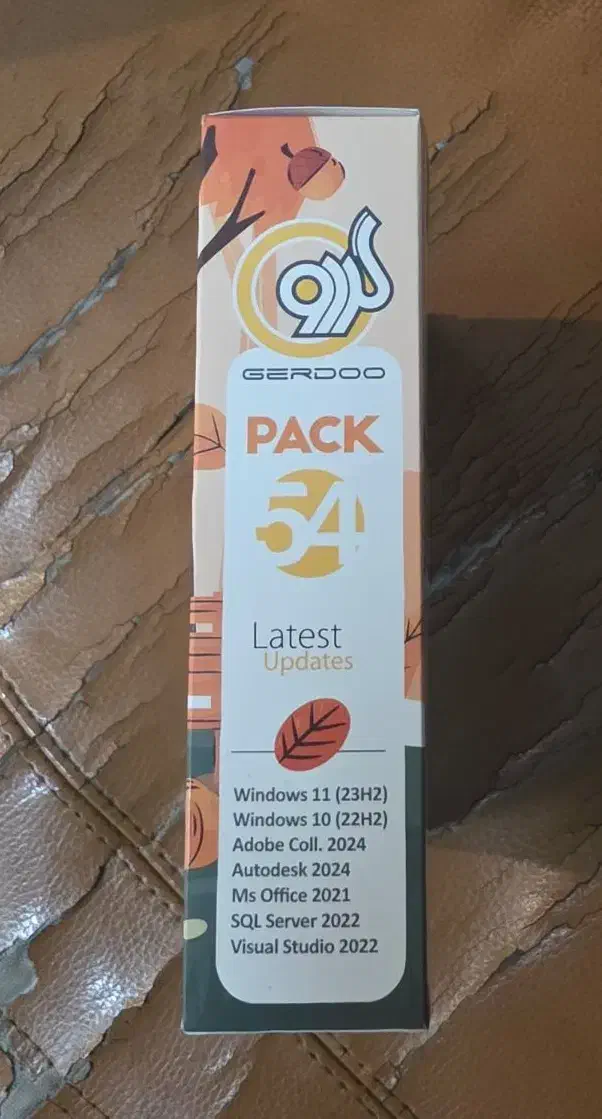 گردو
GERDOO
PACK
54
Latest
Updates
Windows 11 (23H2)
Windows 10 (22H2)
Adobe Coll. 2024
Autodesk 2024
Ms Office 2021
SQL Server 2022
Visual Studio 2022